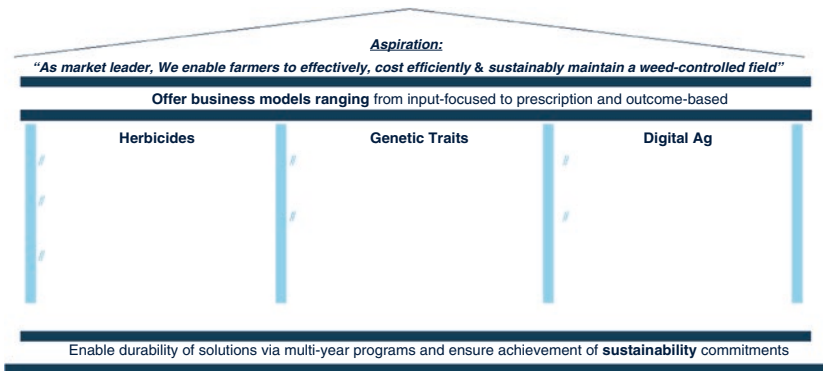 Aspiration:
“As market leader, We enable farmers to effectively, cost efficiently & sustainably maintain a weed-controlled field”
Offer business models ranging from input-focused to prescription and outcome-based
Herbicides
Genetic Traits
Digital Ag
Enable durability of solutions via multi-year programs and ensure achievement of sustainability commitments